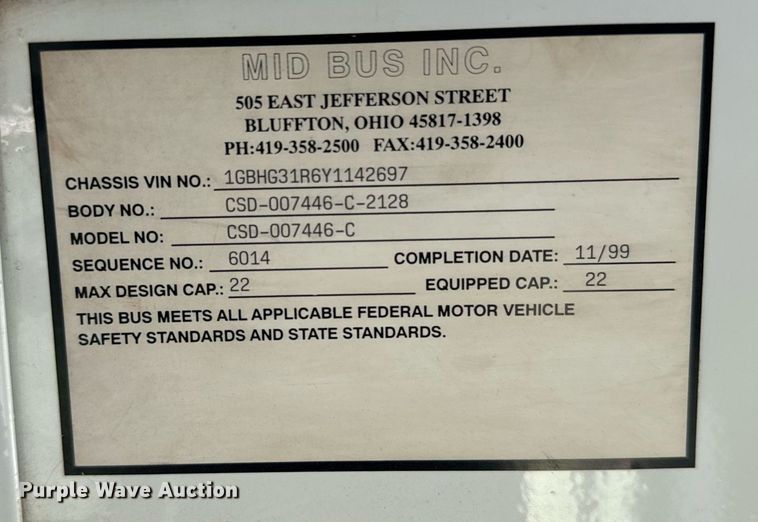 MID BUS INC.
505 EAST JEFFERSON STREET
BLUFFTON, OHIO 45817-1398
PH:419-358-2500 FAX:419-358-2400
CHASSIS VIN NO.: 1GBHG31R6Y1142697
BODY NO.: CSD-007446-C-2128
MODEL NO: CSD-007446-C
SEQUENCE NO.: 6014 COMPLETION DATE: 11/99
MAX DESIGN CAP.: 22 EQUIPPED CAP.: 22
THIS BUS MEETS ALL APPLICABLE FEDERAL MOTOR VEHICLE
SAFETY STANDARDS AND STATE STANDARDS.
Purple Wave Auction